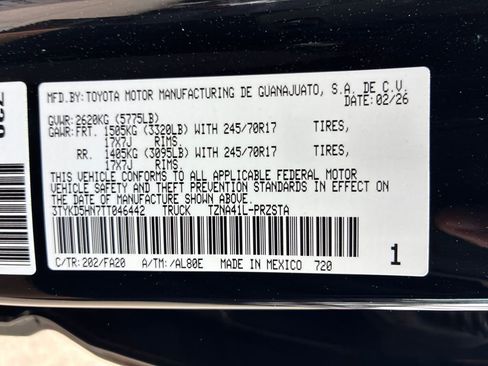 MFD.BY:TOYOTA MOTOR MANUFACTURING DE GUANAJUATO, S.A. DE C.V.
DATE:02/26
GVWR:2620KG (5775LB)
GAWR:FRT. 1505KG (3320LB) WITH 245/70R17 TIRES,
17X7J RIMS.
RR. 1405KG (3095LB) WITH 245/70R17 TIRES,
17X7J RIMS.
THIS VEHICLE CONFORMS TO ALL APPLICABLE FEDERAL MOTOR
VEHICLE SAFETY AND THEFT PREVENTION STANDARDS IN EFFECT ON
THE DATE OF MANUFACTURE SHOWN ABOVE.
3TYKD5HN7TT046442 TRUCK TZNA41L-PRZSTA
C/TR:202/FA20 A/TM:/AL80E MADE IN MEXICO 720
1